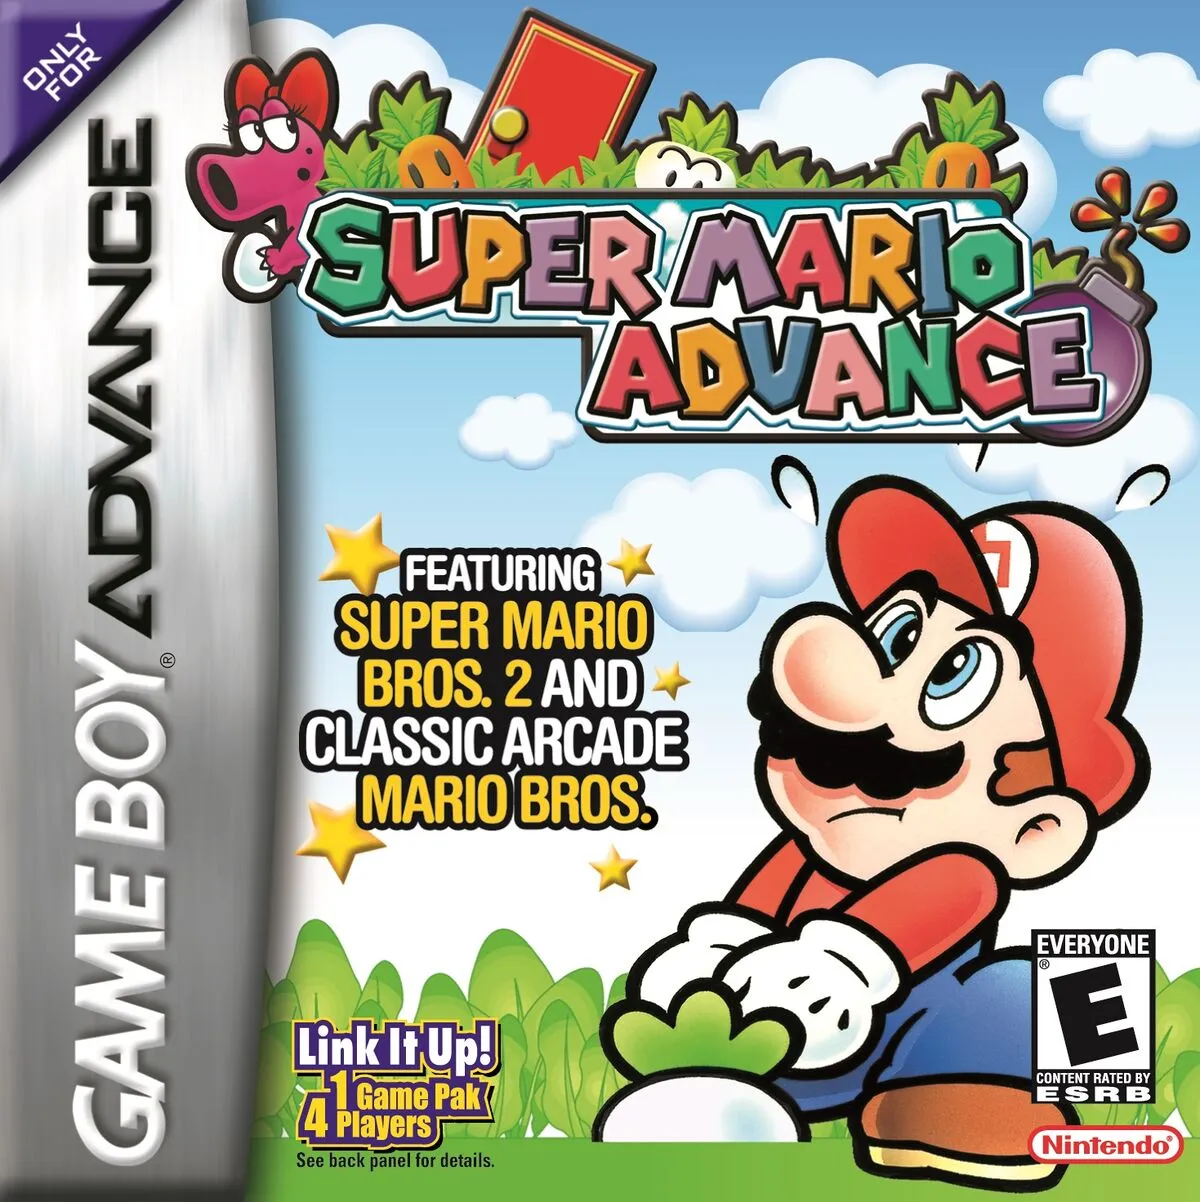 ONLY
FOR
GAME BOY ADVANCE
®
SUPER MARIO
ADVANCE
FEATURING
SUPER MARIO
BROS. 2 AND
CLASSIC ARCADE
MARIO BROS.
Link It Up!
1 Game Pak
4 Players
See back panel for details.
EVERYONE
®
E
CONTENT RATED BY
ESRB
Nintendo®